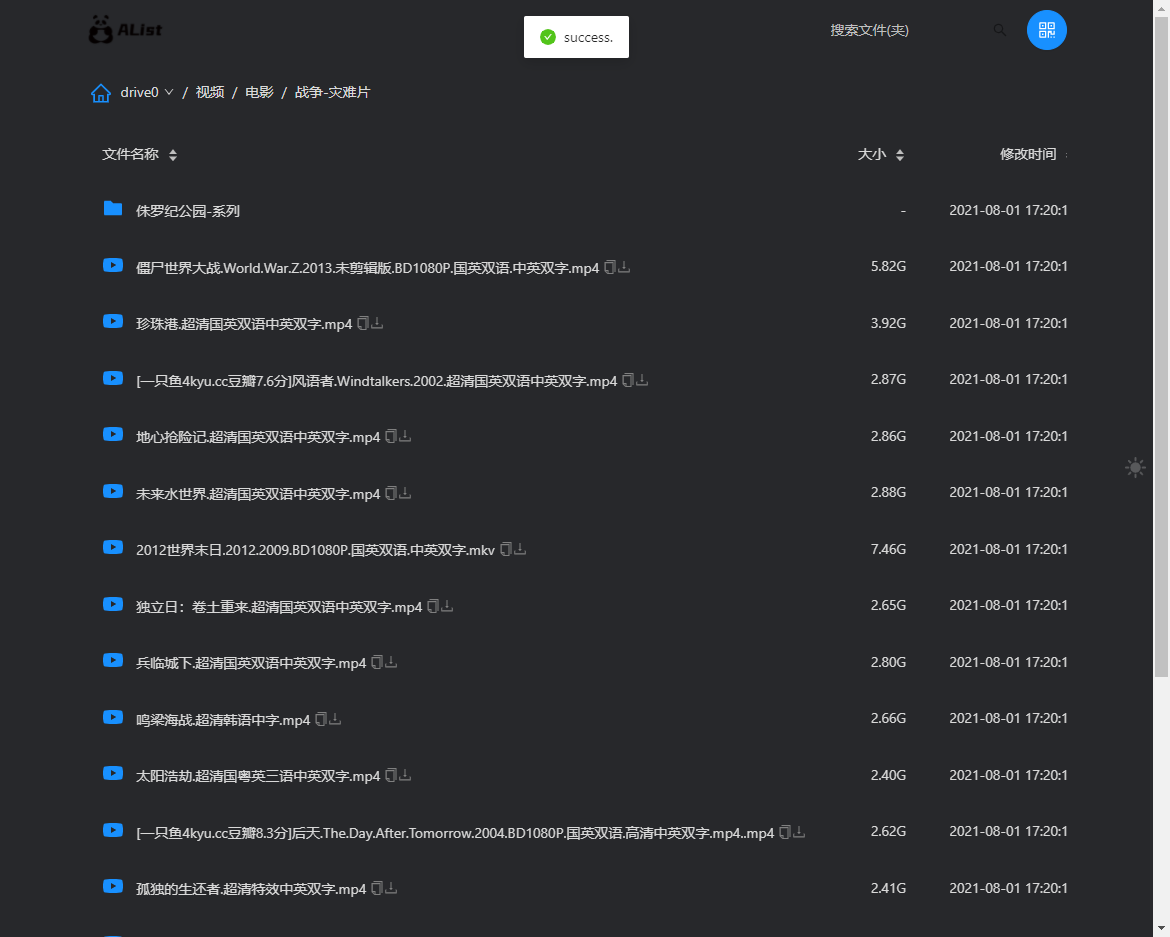 AList
success.
搜索文件(夹)
drive0 / 视频 / 电影 / 战争-灾难片
文件名称 大小 修改时间
侏罗纪公园-系列 - 2021-08-01 17:20:1
僵尸世界大战.World.War.Z.2013.未剪辑版.BD1080P.国英双语.中英双字.mp4 5.82G 2021-08-01 17:20:1
珍珠港.超清国英双语中英双字.mp4 3.92G 2021-08-01 17:20:1
[一只鱼4kyu.cc豆瓣7.6分]风语者.Windtalkers.2002.超清国英双语中英双字.mp4 2.87G 2021-08-01 17:20:1
地心抢险记.超清国英双语中英双字.mp4 2.86G 2021-08-01 17:20:1
未来水世界.超清国英双语中英双字.mp4 2.88G 2021-08-01 17:20:1
2012世界末日.2012.2009.BD1080P.国英双语.中英双字.mkv 7.46G 2021-08-01 17:20:1
独立日：卷土重来.超清国英双语中英双字.mp4 2.65G 2021-08-01 17:20:1
兵临城下.超清国英双语中英双字.mp4 2.80G 2021-08-01 17:20:1
鸣梁海战.超清韩语中字.mp4 2.66G 2021-08-01 17:20:1
太阳浩劫.超清国粤英三语中英双字.mp4 2.40G 2021-08-01 17:20:1
[一只鱼4kyu.cc豆瓣8.3分]后天.The.Day.After.Tomorrow.2004.BD1080P.国英双语.高清中英双字.mp4..mp4 2.62G 2021-08-01 17:20:1
孤独的生还者.超清特效中英双字.mp4 2.41G 2021-08-01 17:20:1